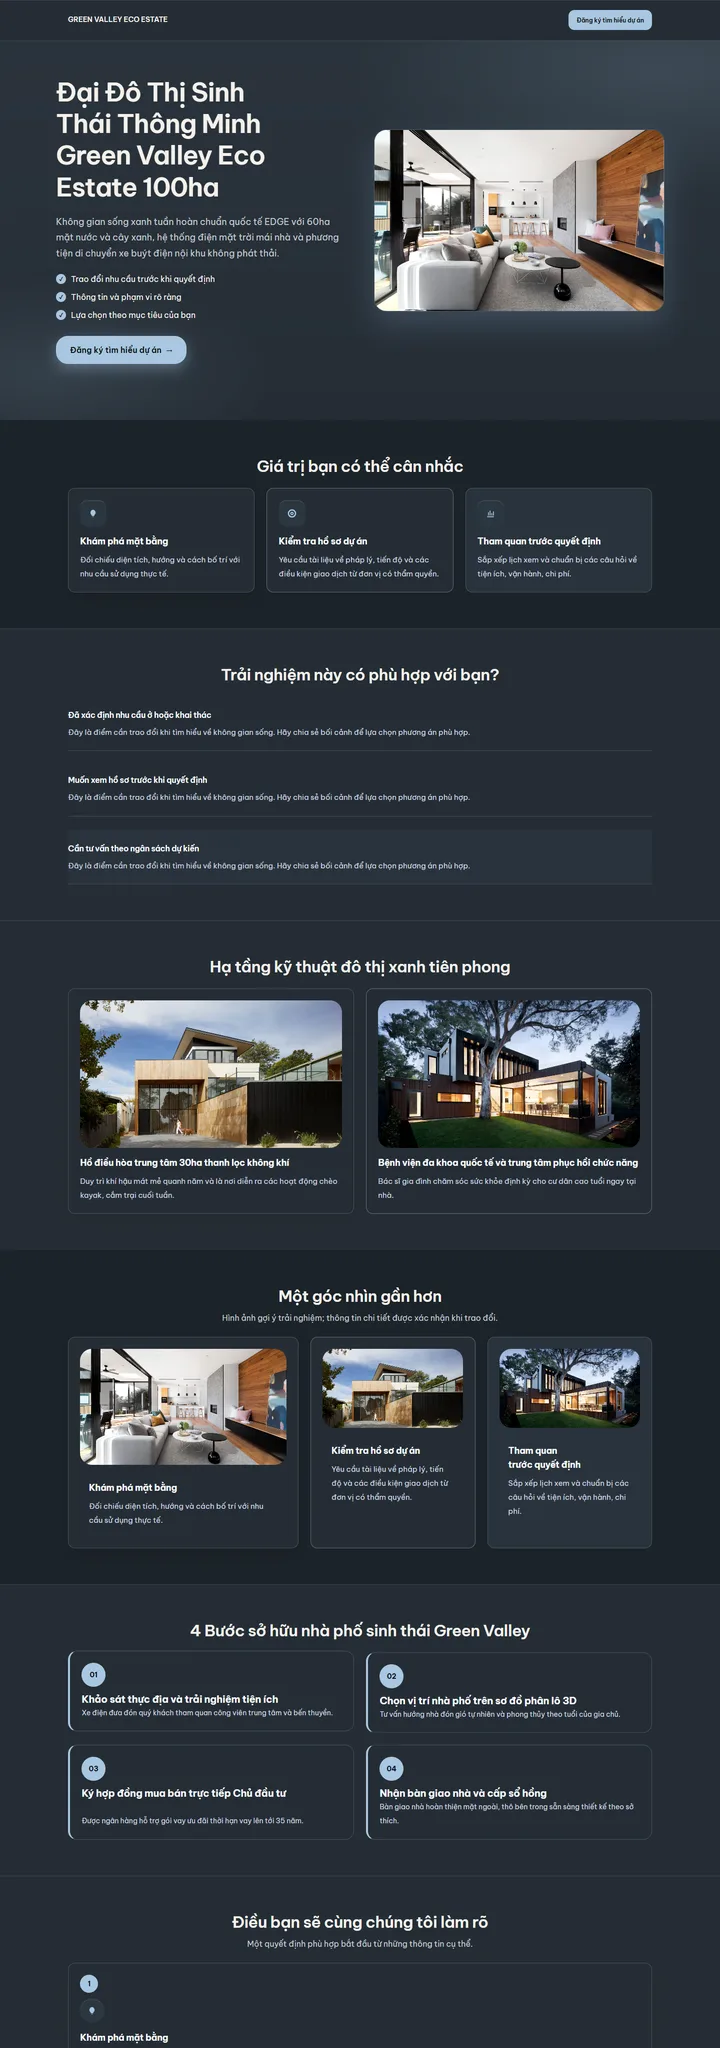 GREEN VALLEY ECO ESTATE
Đăng ký tìm hiểu dự án
Đại Đô Thị Sinh
Thái Thông Minh
Green Valley Eco
Estate 100ha
Không gian sống xanh tuần hoàn chuẩn quốc tế EDGE với 60ha
mặt nước và cây xanh, hệ thống điện mặt trời mái nhà và phương
tiện di chuyển xe buýt điện nội khu không phát thải.
Trao đổi nhu cầu trước khi quyết định
Thông tin và phạm vi rõ ràng
Lựa chọn theo mục tiêu của bạn
Đăng ký tìm hiểu dự án →
Giá trị bạn có thể cân nhắc
Khám phá mặt bằng
Đối chiếu diện tích, hướng và cách bố trí với
nhu cầu sử dụng thực tế.
Kiểm tra hồ sơ dự án
Yêu cầu tài liệu về pháp lý, tiến độ và các
điều kiện giao dịch từ đơn vị có thẩm quyền.
Tham quan trước quyết định
Sắp xếp lịch xem và chuẩn bị các câu hỏi về
tiện ích, vận hành, chi phí.
Trải nghiệm này có phù hợp với bạn?
Đã xác định nhu cầu ở hoặc khai thác
Đây là điểm cần trao đổi khi tìm hiểu về không gian sống. Hãy chia sẻ bối cảnh để lựa chọn phương án phù hợp.
Muốn xem hồ sơ trước khi quyết định
Đây là điểm cần trao đổi khi tìm hiểu về không gian sống. Hãy chia sẻ bối cảnh để lựa chọn phương án phù hợp.
Cần tư vấn theo ngân sách dự kiến
Đây là điểm cần trao đổi khi tìm hiểu về không gian sống. Hãy chia sẻ bối cảnh để lựa chọn phương án phù hợp.
Hạ tầng kỹ thuật đô thị xanh tiên phong
Hồ điều hòa trung tâm 30ha thanh lọc không khí
Duy trì khí hậu mát mẻ quanh năm và là nơi diễn ra các hoạt động chèo
kayak, cắm trại cuối tuần.
Bệnh viện đa khoa quốc tế và trung tâm phục hồi chức năng
Bác sĩ gia đình chăm sóc sức khỏe định kỳ cho cư dân cao tuổi ngay tại
nhà.
Một góc nhìn gần hơn
Hình ảnh gợi ý trải nghiệm; thông tin chi tiết được xác nhận khi trao đổi.
Khám phá mặt bằng
Đối chiếu diện tích, hướng và cách bố trí với nhu
cầu sử dụng thực tế.
Kiểm tra hồ sơ dự án
Yêu cầu tài liệu về pháp lý, tiến
độ và các điều kiện giao dịch từ
đơn vị có thẩm quyền.
Tham quan
trước quyết định
Sắp xếp lịch xem và chuẩn bị các
câu hỏi về tiện ích, vận hành, chi
phí.
4 Bước sở hữu nhà phố sinh thái Green Valley
01
Khảo sát thực địa và trải nghiệm tiện ích
Xe điện đưa đón quý khách tham quan công viên trung tâm và bến thuyền.
02
Chọn vị trí nhà phố trên sơ đồ phân lô 3D
Tư vấn hướng nhà đón gió tự nhiên và phong thủy theo tuổi của gia chủ.
03
Ký hợp đồng mua bán trực tiếp Chủ đầu tư
Được ngân hàng hỗ trợ gói vay ưu đãi thời hạn vay lên tới 35 năm.
04
Nhận bàn giao nhà và cấp sổ hồng
Bàn giao nhà hoàn thiện mặt ngoài, thô bên trong sẵn sàng thiết kế theo sở
thích.
Điều bạn sẽ cùng chúng tôi làm rõ
Một quyết định phù hợp bắt đầu từ những thông tin cụ thể.
1
Khám phá mặt bằng